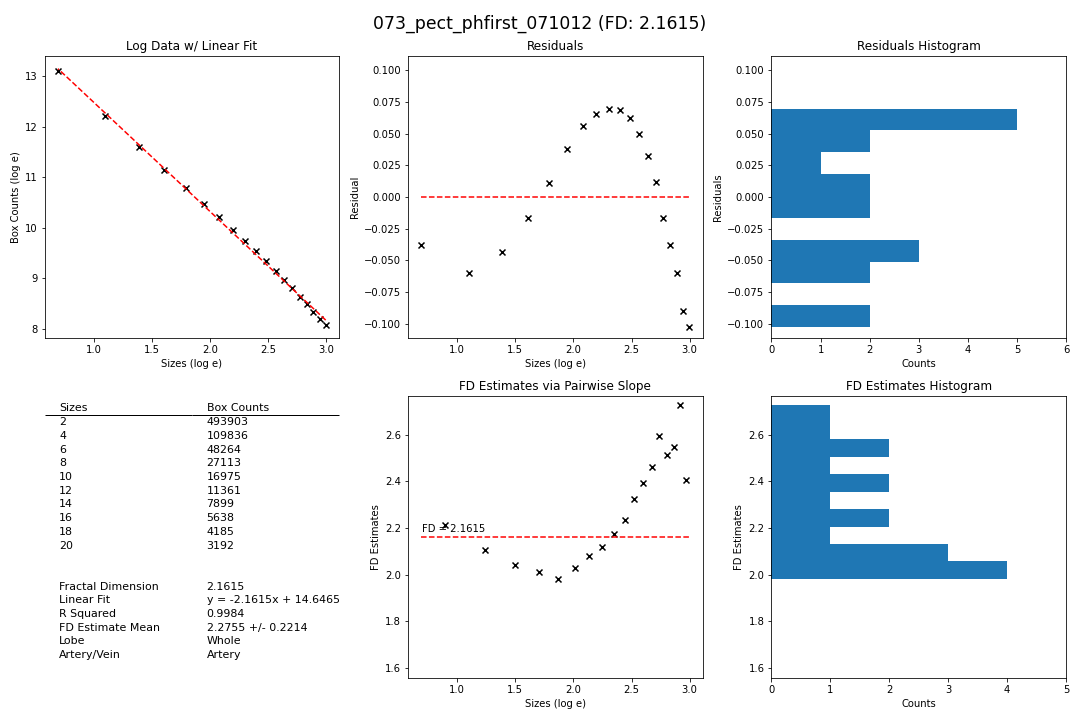 073_pect_phfirst_071012 (FD: 2.1615)
Log Data w/ Linear Fit
13
12
11
10
9
8
Box Counts (log e)
1.0 1.5 2.0 2.5 3.0
Sizes (log e)
Residuals
0.100
0.075
0.050
0.025
0.000
−0.025
−0.050
−0.075
−0.100
Residual
1.0 1.5 2.0 2.5 3.0
Sizes (log e)
Residuals Histogram
0.100
0.075
0.050
0.025
0.000
−0.025
−0.050
−0.075
−0.100
Residuals
0 1 2 3 4 5 6
Counts
Sizes Box Counts
2 493903
4 109836
6 48264
8 27113
10 16975
12 11361
14 7899
16 5638
18 4185
20 3192
Fractal Dimension 2.1615
Linear Fit y = -2.1615x + 14.6465
R Squared 0.9984
FD Estimate Mean 2.2755 +/- 0.2214
Lobe Whole
Artery/Vein Artery
FD Estimates via Pairwise Slope
2.6
2.4
2.2
2.0
1.8
1.6
FD Estimates
FD = 2.1615
1.0 1.5 2.0 2.5 3.0
Sizes (log e)
FD Estimates Histogram
2.6
2.4
2.2
2.0
1.8
1.6
FD Estimates
0 1 2 3 4 5
Counts